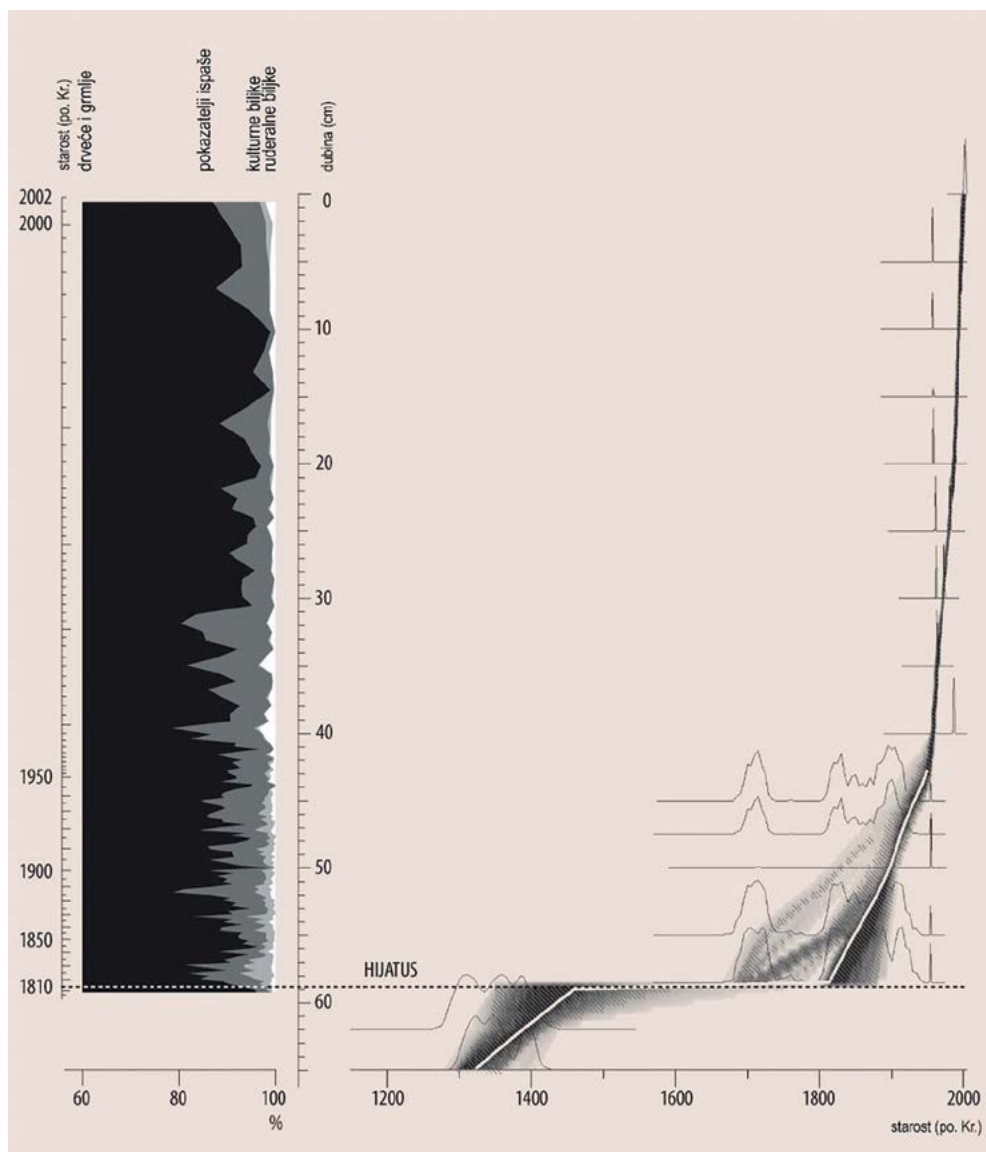 starost (po. Kr.)
drveće i grmlje
pokazatelji ispaše
kulturne biljke
ruderalne biljke
dubina (cm)
2002
2000
1950
1900
1850
1810
0
10
20
30
40
50
60
HIJATUS
60 80 100
%
1200 1400 1600 1800 2000
starost (po. Kr.)